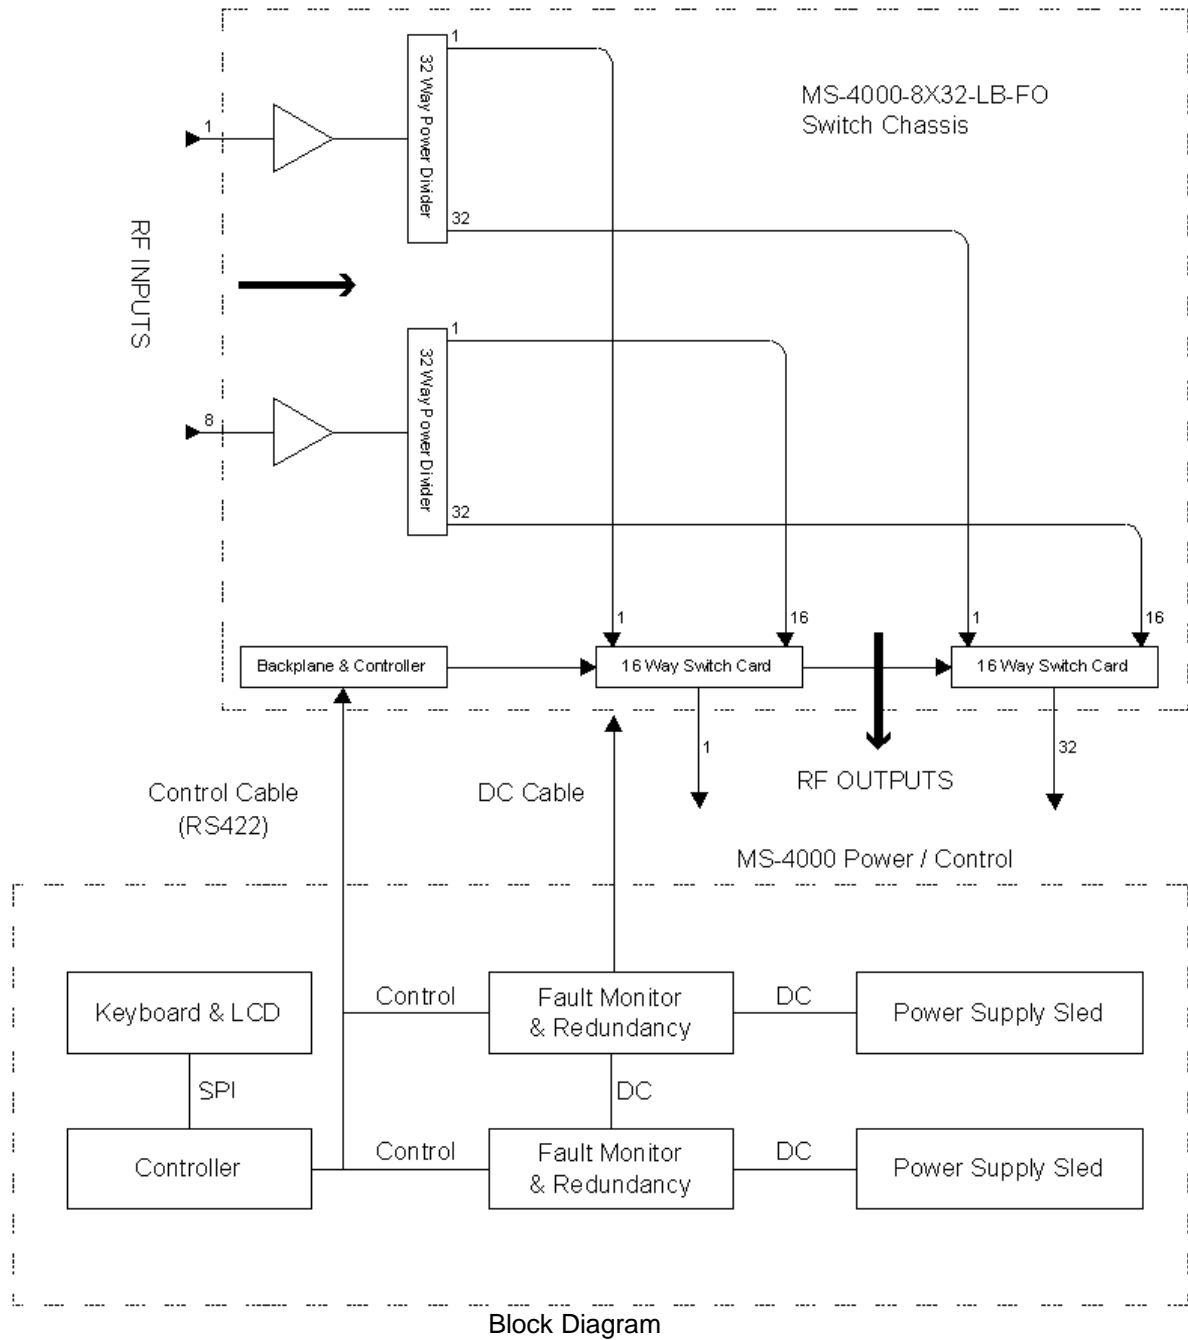 MS-4000-8X32-LB-FO
Switch Chassis
1
32 Way Power Divider
1
32
RF INPUTS
8
32 Way Power Divider
1
32
1
16
1
16
Backplane & Controller
16 Way Switch Card
16 Way Switch Card
1
32
RF OUTPUTS
Control Cable
(RS422)
DC Cable
MS-4000 Power / Control
Keyboard & LCD
Control
Fault Monitor
& Redundancy
DC
Power Supply Sled
SPI
DC
Controller
Control
Fault Monitor
& Redundancy
DC
Power Supply Sled
Block Diagram